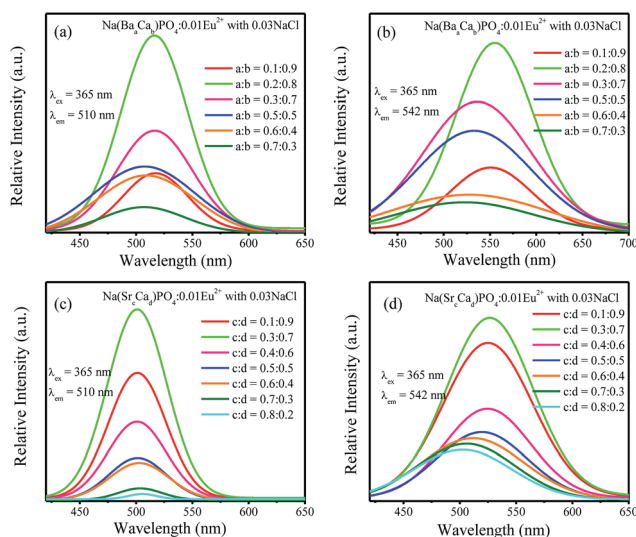 (a)
Na(BaₐCa_b)PO₄:0.01Eu²⁺ with 0.03NaCl
λex = 365 nm
λem = 510 nm
a:b = 0.1:0.9
a:b = 0.2:0.8
a:b = 0.3:0.7
a:b = 0.5:0.5
a:b = 0.6:0.4
a:b = 0.7:0.3
Relative Intensity (a.u.)
450 500 550 600 650
Wavelength (nm)
(b)
Na(BaₐCa_b)PO₄:0.01Eu²⁺ with 0.03NaCl
λex = 365 nm
λem = 542 nm
a:b = 0.1:0.9
a:b = 0.2:0.8
a:b = 0.3:0.7
a:b = 0.5:0.5
a:b = 0.6:0.4
a:b = 0.7:0.3
Relative Intensity (a.u.)
450 500 550 600 650 700
Wavelength (nm)
(c)
Na(Sr_cCa_d)PO₄:0.01Eu²⁺ with 0.03NaCl
λex = 365 nm
λem = 510 nm
c:d = 0.1:0.9
c:d = 0.3:0.7
c:d = 0.4:0.6
c:d = 0.5:0.5
c:d = 0.6:0.4
c:d = 0.7:0.3
c:d = 0.8:0.2
Relative Intensity (a.u.)
450 500 550 600 650
Wavelength (nm)
(d)
Na(Sr_cCa_d)PO₄:0.01Eu²⁺ with 0.03NaCl
λex = 365 nm
λem = 542 nm
c:d = 0.1:0.9
c:d = 0.3:0.7
c:d = 0.4:0.6
c:d = 0.5:0.5
c:d = 0.6:0.4
c:d = 0.7:0.3
c:d = 0.8:0.2
Relative Intensity (a.u.)
450 500 550 600 650
Wavelength (nm)